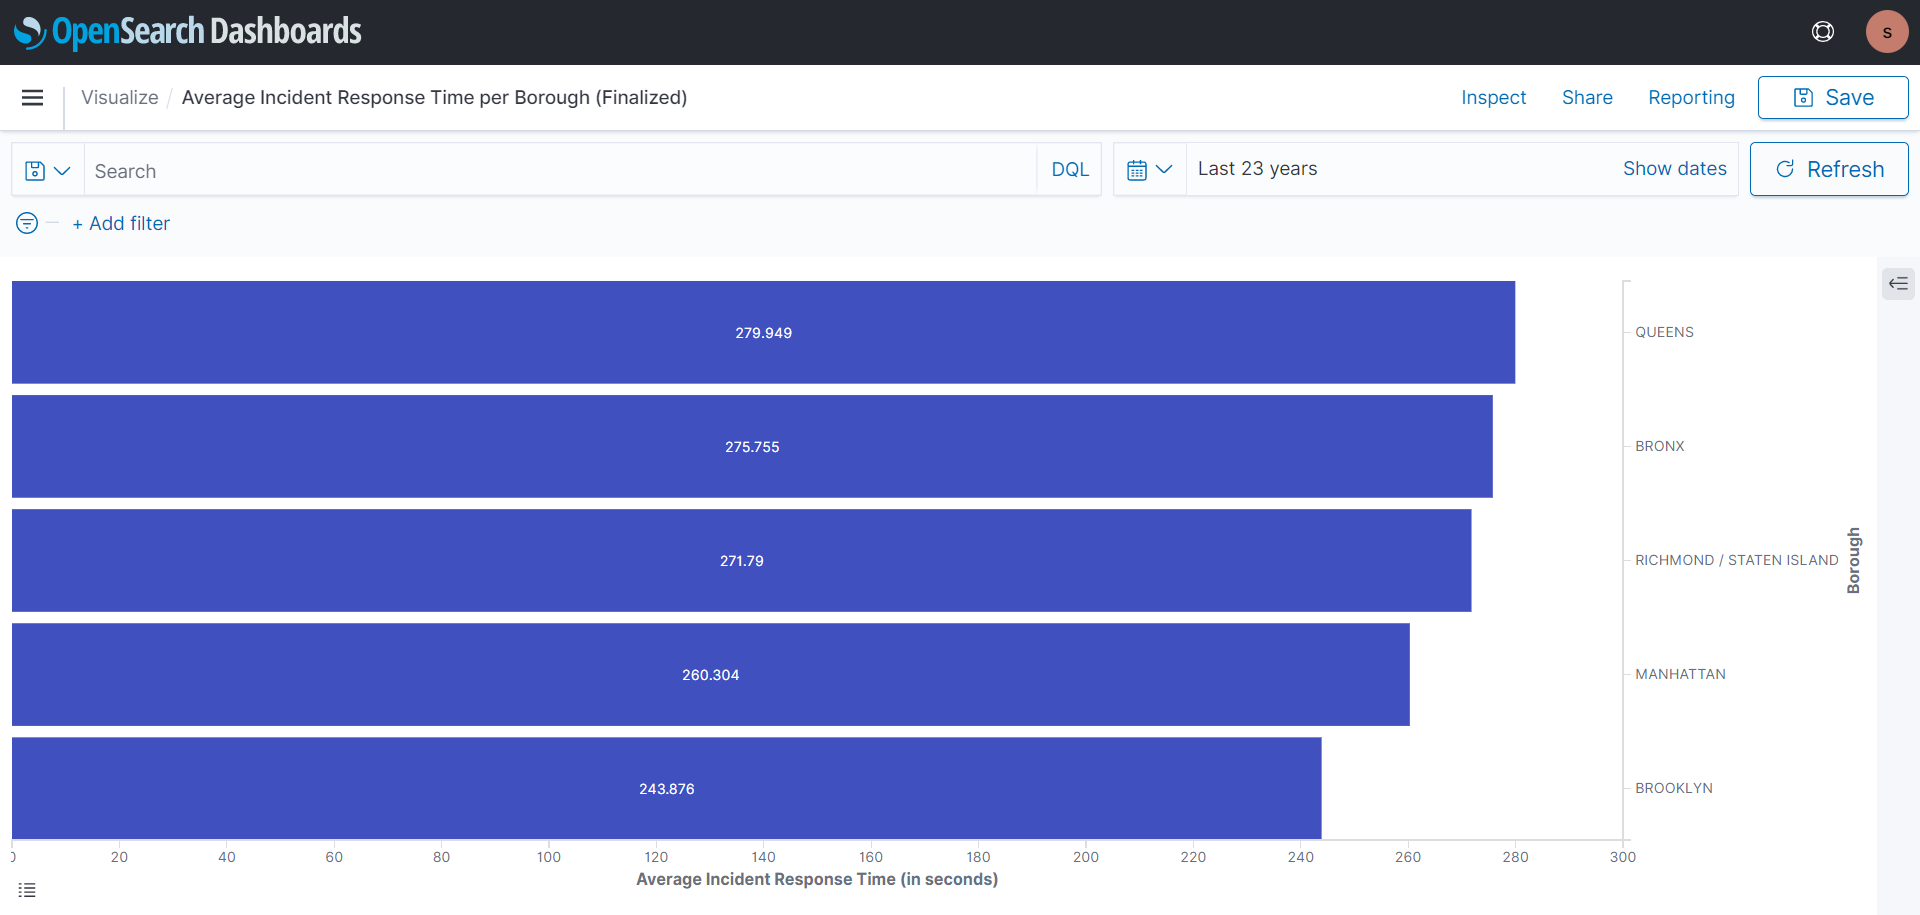 OpenSearch Dashboards
s
Visualize / Average Incident Response Time per Borough (Finalized)
Inspect
Share
Reporting
Save
Search
DQL
Last 23 years
Show dates
Refresh
+ Add filter
279.949
QUEENS
275.755
BRONX
271.79
RICHMOND / STATEN ISLAND
Borough
260.304
MANHATTAN
243.876
BROOKLYN
0 20 40 60 80 100 120 140 160 180 200 220 240 260 280 300
Average Incident Response Time (in seconds)